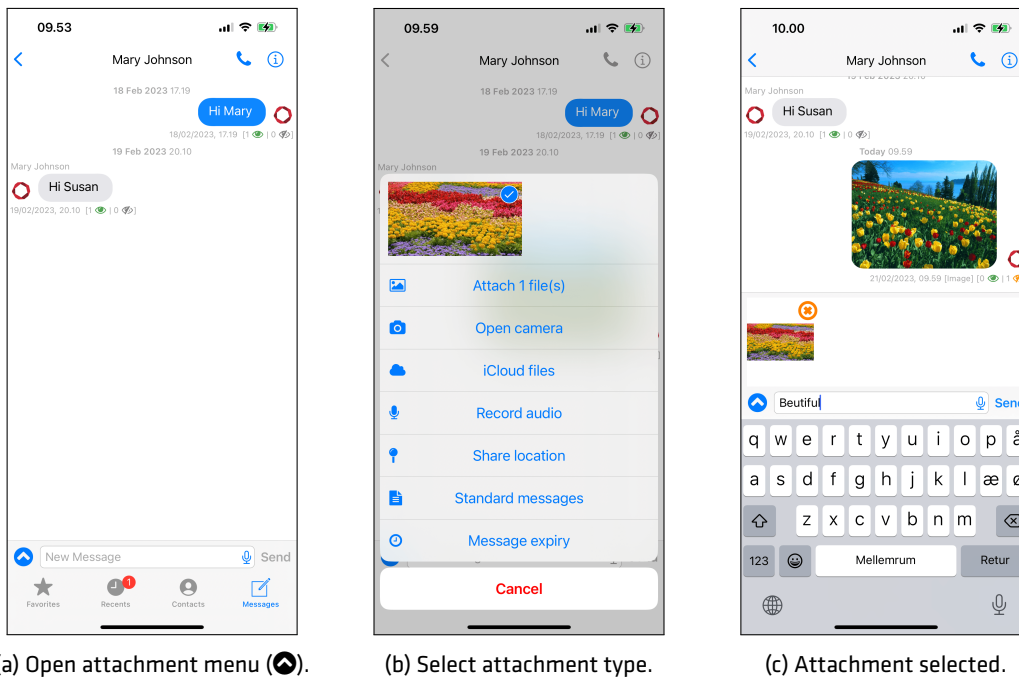 09.53
Mary Johnson
18 Feb 2023 17.19
Hi Mary
18/02/2023, 17.19 [1 | 0 ]
19 Feb 2023 20.10
Mary Johnson
Hi Susan
19/02/2023, 20.10 [1 | 0 ]
New Message
Send
1
Favorites
Recents
Contacts
Messages
(a) Open attachment menu ( ).
09.59
Mary Johnson
18 Feb 2023 17.19
Hi Mary
18/02/2023, 17.19 [1 | 0 ]
19 Feb 2023 20.10
Mary Johnson
Attach 1 file(s)
Open camera
iCloud files
Record audio
Share location
Standard messages
Message expiry
Cancel
(b) Select attachment type.
10.00
Mary Johnson
Mary Johnson
Hi Susan
19/02/2023, 20.10 [1 | 0 ]
Today 09.59
21/02/2023, 09.59 [Image] [0 | 1
Beutiful
Send
q w e r t y u i o p å
a s d f g h j k l æ ø
z x c v b n m
123
Mellemrum
Retur
(c) Attachment selected.